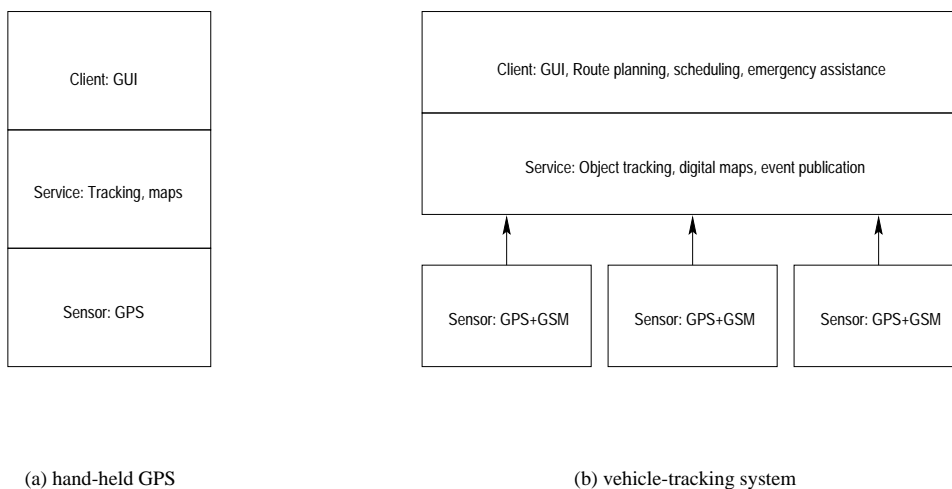 Client: GUI
Service: Tracking, maps
Sensor: GPS
(a) hand-held GPS
Client: GUI, Route planning, scheduling, emergency assistance
Service: Object tracking, digital maps, event publication
Sensor: GPS+GSM
Sensor: GPS+GSM
Sensor: GPS+GSM
(b) vehicle-tracking system